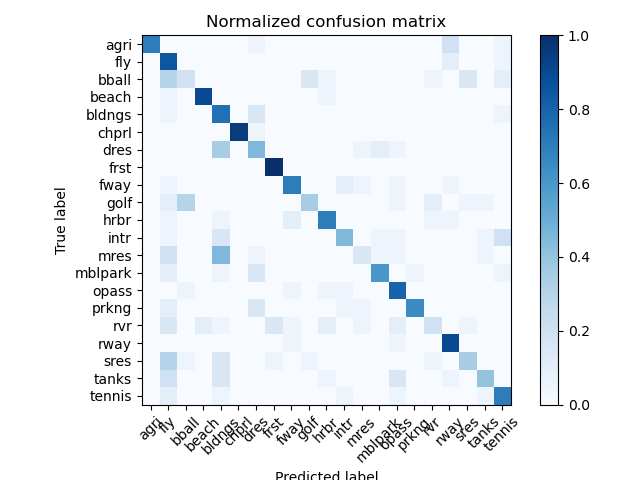 Normalized confusion matrix
True label
agri
fly
bball
beach
bldngs
chprl
dres
frst
fway
golf
hrbr
intr
mres
mblpark
opass
prkng
rvr
rway
sres
tanks
tennis
agri fly bball beach bldngs chprl dres frst fway golf hrbr intr mres mblpark opass prkng rvr rway sres tanks tennis
Predicted label
1.0
0.8
0.6
0.4
0.2
0.0